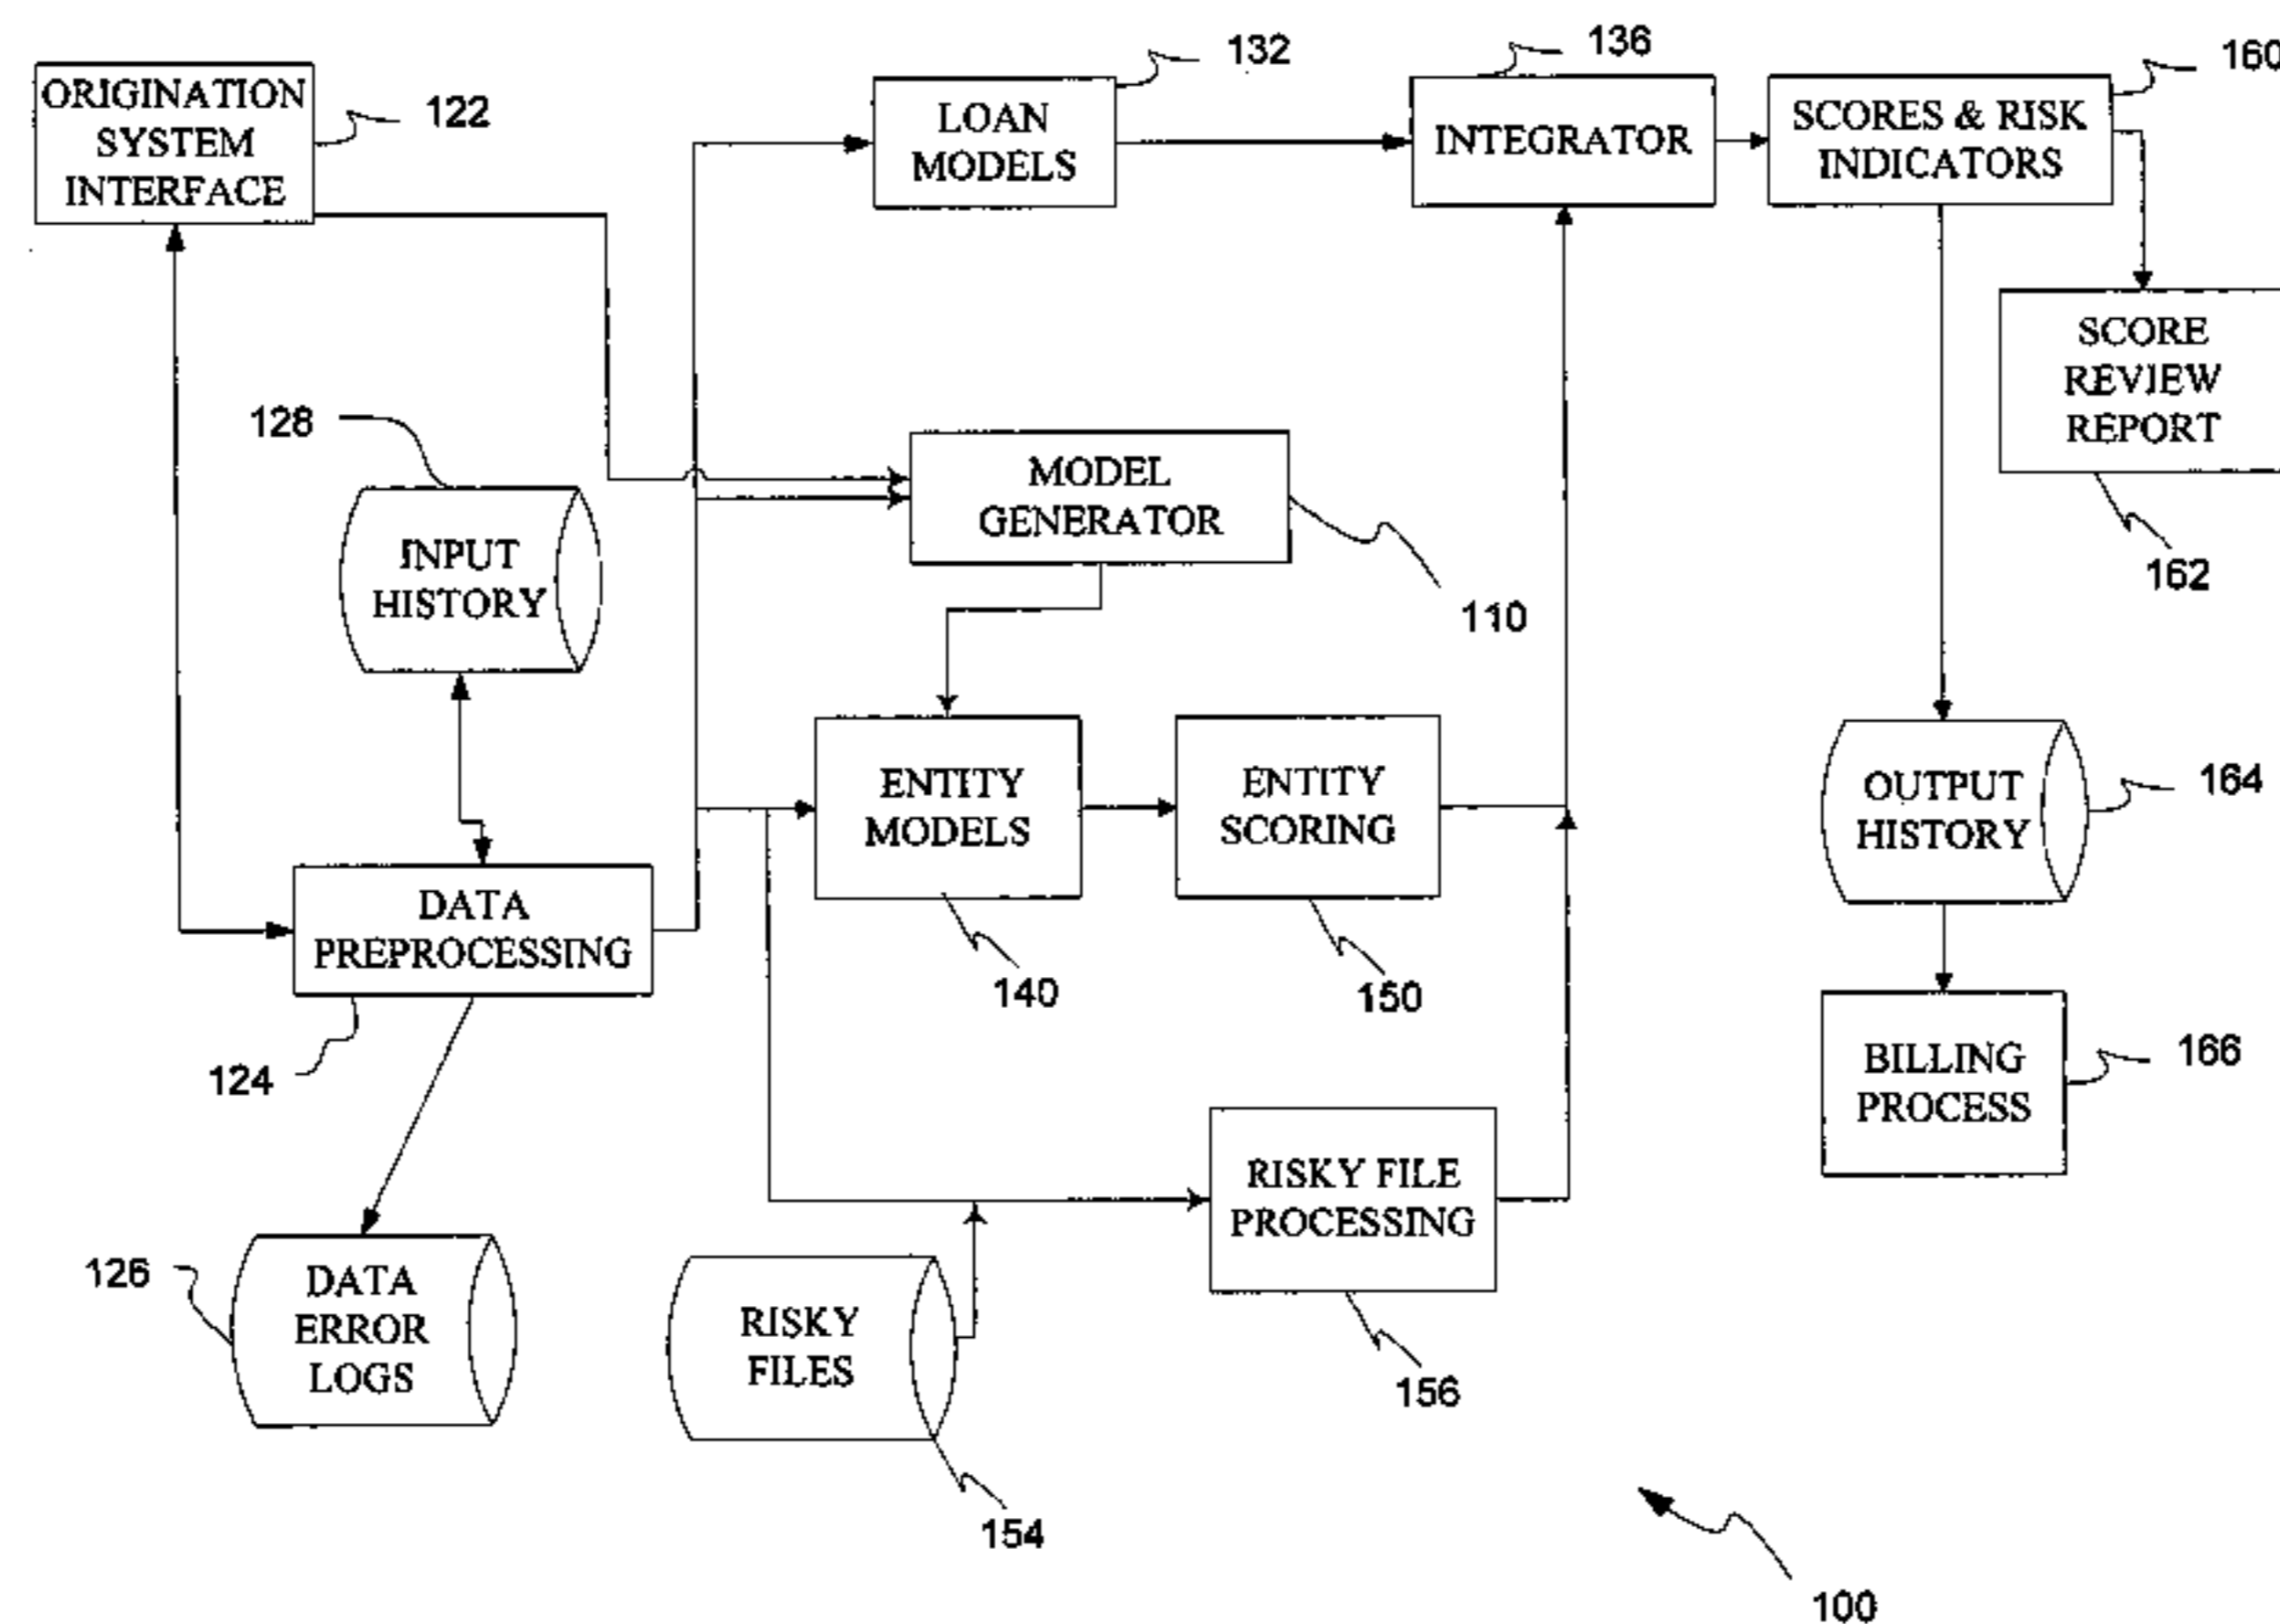 ORIGINATION
SYSTEM
INTERFACE
122
LOAN
MODELS
132
INTEGRATOR
136
SCORES & RISK
INDICATORS
160
SCORE
REVIEW
REPORT
162
128
INPUT
HISTORY
MODEL
GENERATOR
110
ENTITY
MODELS
140
ENTITY
SCORING
150
OUTPUT
HISTORY
164
DATA
PREPROCESSING
124
BILLING
PROCESS
166
RISKY FILE
PROCESSING
156
126
DATA
ERROR
LOGS
RISKY
FILES
154
100